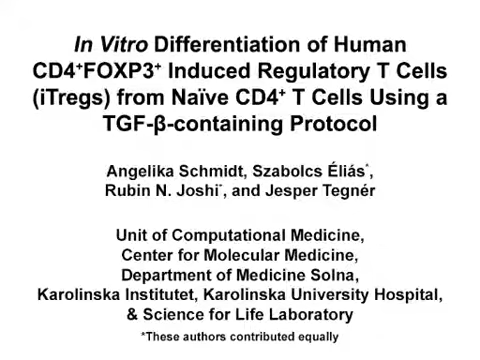 In Vitro Differentiation of Human
CD4⁺FOXP3⁺ Induced Regulatory T Cells
(iTregs) from Naïve CD4⁺ T Cells Using a
TGF-β-containing Protocol
Angelika Schmidt, Szabolcs Éliás*,
Rubin N. Joshi*, and Jesper Tegnér
Unit of Computational Medicine,
Center for Molecular Medicine,
Department of Medicine Solna,
Karolinska Institutet, Karolinska University Hospital,
& Science for Life Laboratory
*These authors contributed equally